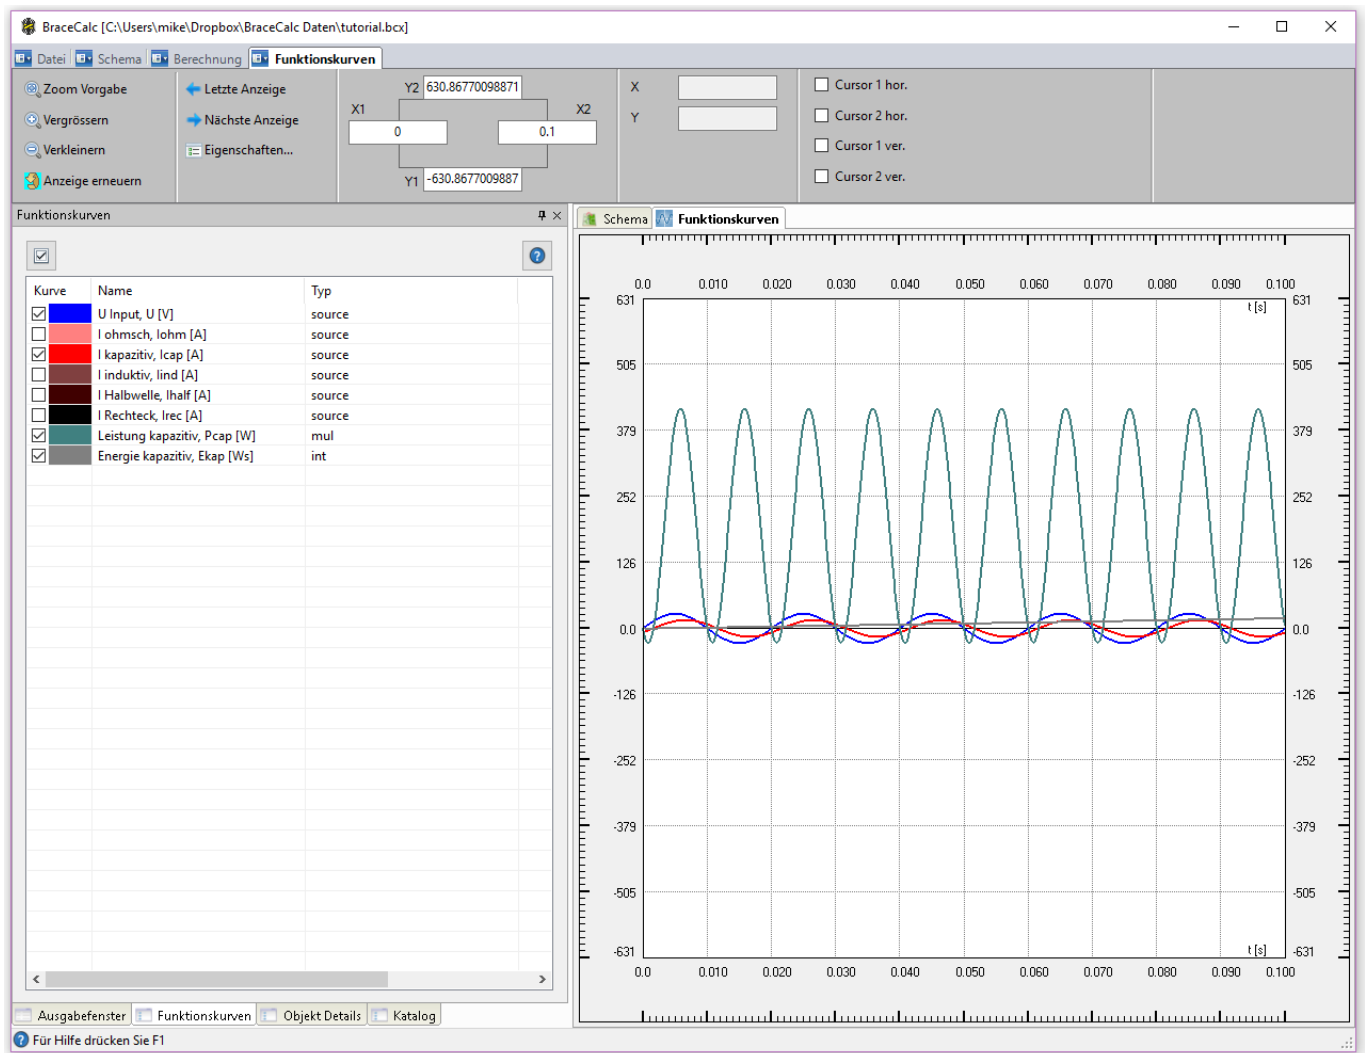 BraceCalc [C:\Users\mike\Dropbox\BraceCalc Daten\tutorial.bcx]
Datei Schema Berechnung Funktionskurven
Zoom Vorgabe
Vergrössern
Verkleinern
Anzeige erneuern
Letzte Anzeige
Nächste Anzeige
Eigenschaften...
Y2 630.86770098871
X1 X2
0 0.1
Y1 -630.8677009887
X
Y
Cursor 1 hor.
Cursor 2 hor.
Cursor 1 ver.
Cursor 2 ver.
Funktionskurven
Kurve Name Typ
U Input, U [V] source
I ohmsch, Iohm [A] source
I kapazitiv, Icap [A] source
I induktiv, Iind [A] source
I Halbwelle, Ihalf [A] source
I Rechteck, Irec [A] source
Leistung kapazitiv, Pcap [W] mul
Energie kapazitiv, Ekap [Ws] int
Ausgabefenster Funktionskurven Objekt Details Katalog
Schema Funktionskurven
0.0 0.010 0.020 0.030 0.040 0.050 0.060 0.070 0.080 0.090 0.100
631 t [s] 631
505 505
379 379
252 252
126 126
0.0 0.0
-126 -126
-252 -252
-379 -379
-505 -505
-631 t [s] -631
0.0 0.010 0.020 0.030 0.040 0.050 0.060 0.070 0.080 0.090 0.100
Für Hilfe drücken Sie F1